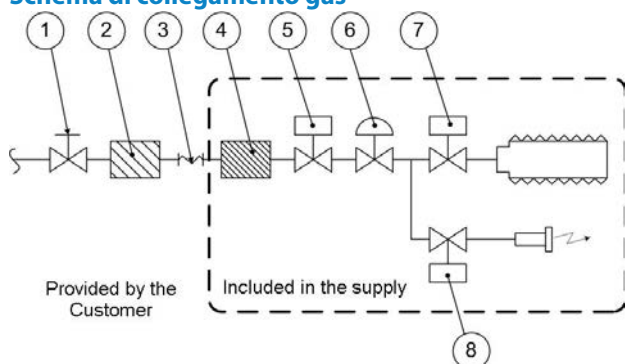 Schema di collegamento gas
1 2 3 4 5 6 7
Provided by the
Customer
Included in the supply
8